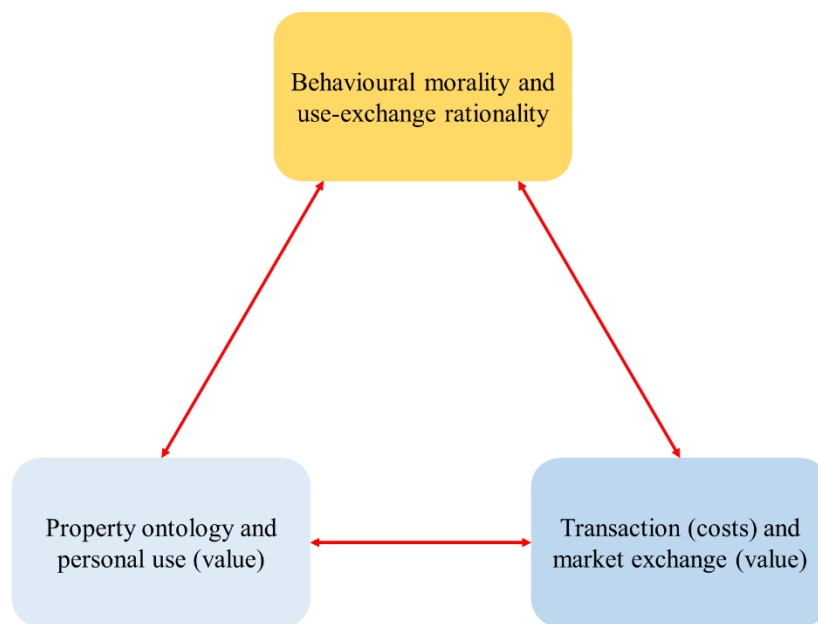 Behavioural morality and
use-exchange rationality
Property ontology and
personal use (value)
Transaction (costs) and
market exchange (value)